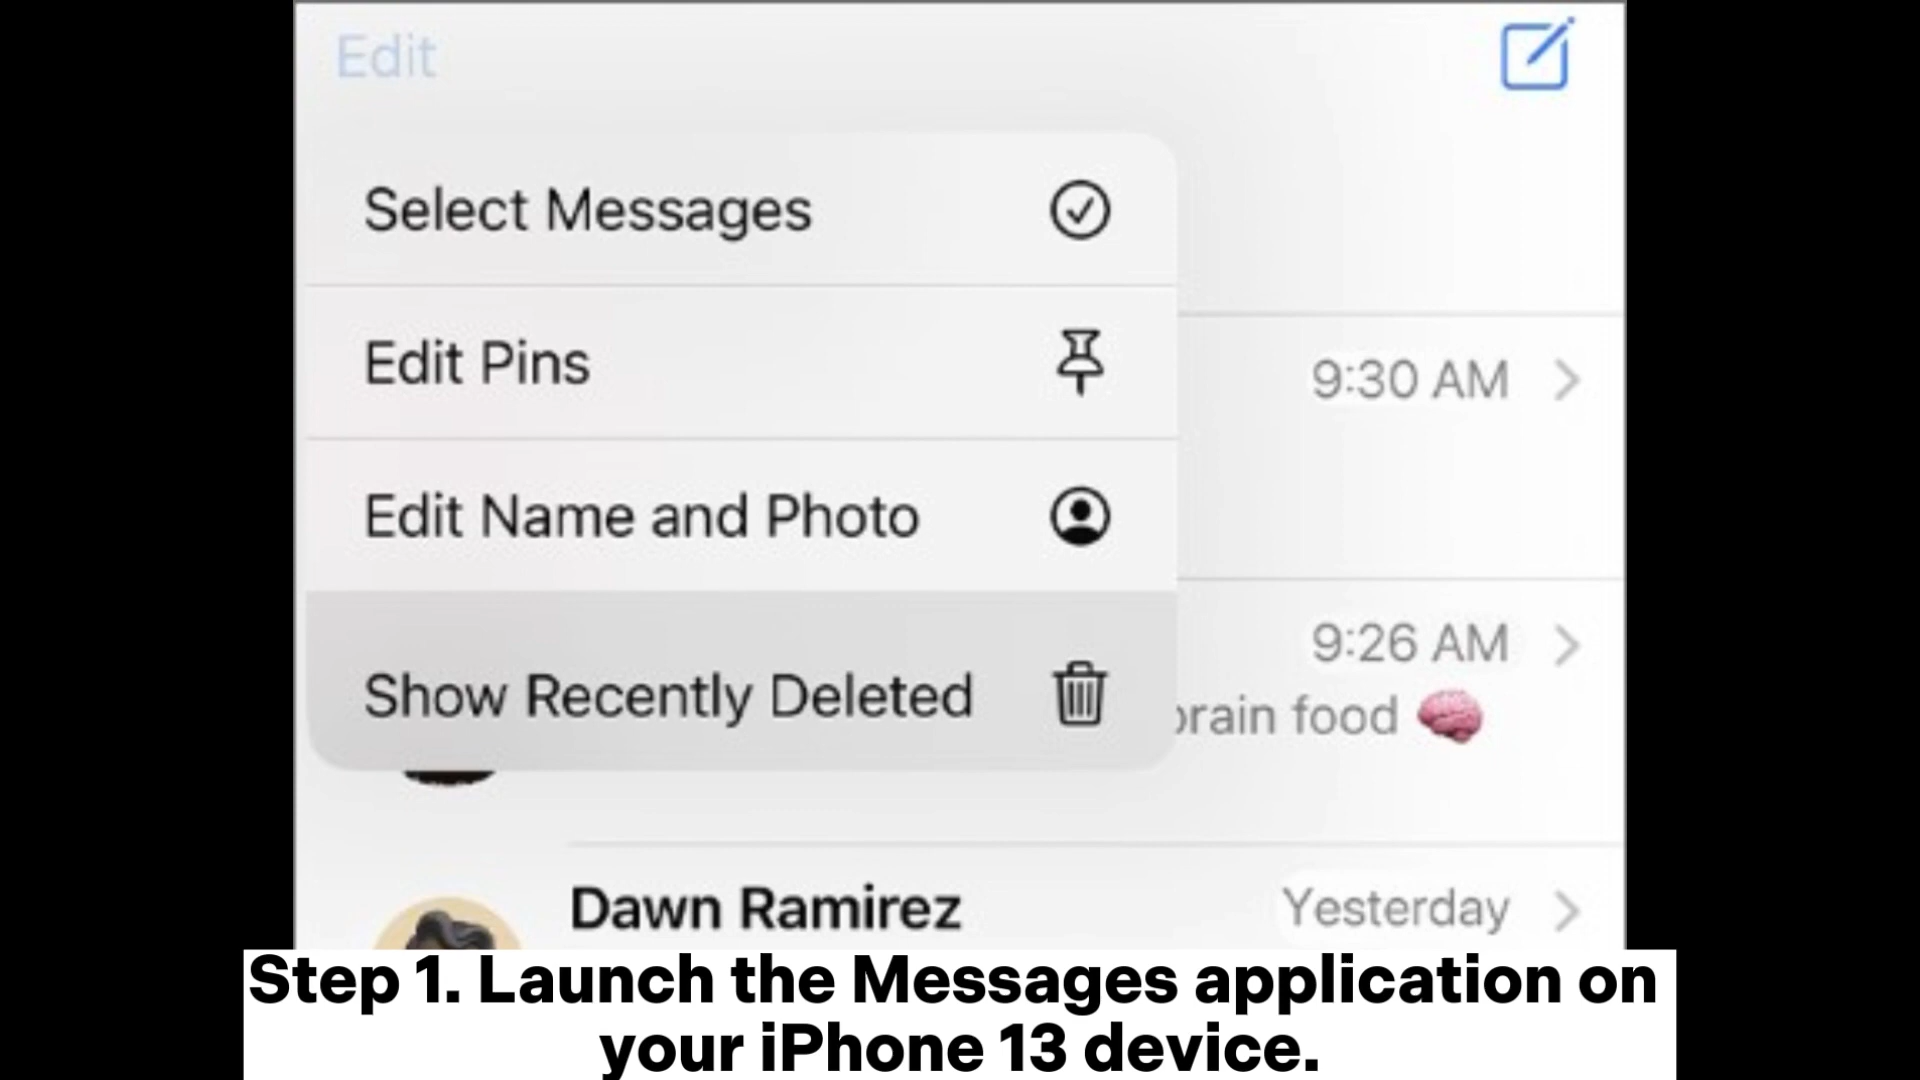 Edit
Select Messages
Edit Pins
9:30 AM
Edit Name and Photo
9:26 AM
Show Recently Deleted
food
Dawn Ramirez
Yesterday
Step 1. Launch the Messages application on
your iPhone 13 device.